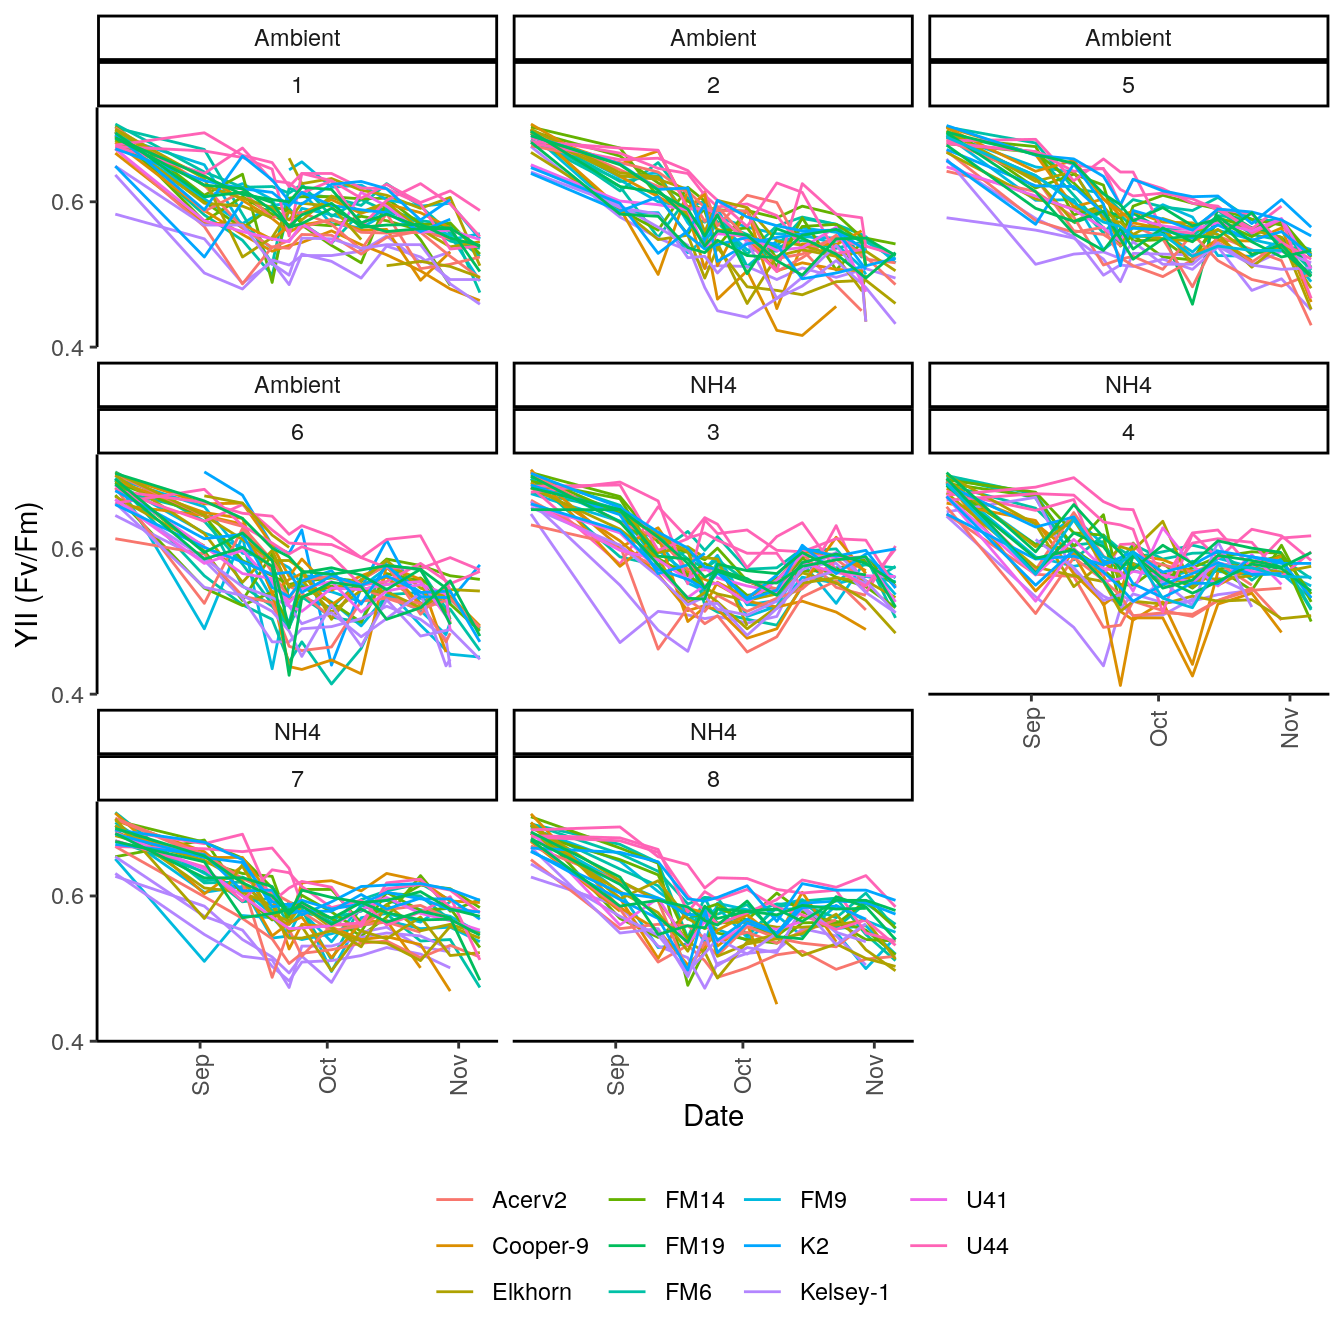 Ambient
Ambient
Ambient
1
2
5
0.6
0.4
Ambient
NH4
NH4
6
3
4
YII (Fv/Fm)
0.6
0.4
Sep
Oct
Nov
NH4
NH4
7
8
0.6
0.4
Sep
Oct
Nov
Sep
Oct
Nov
Date
Acerv2
FM14
FM9
U41
Cooper-9
FM19
K2
U44
Elkhorn
FM6
Kelsey-1